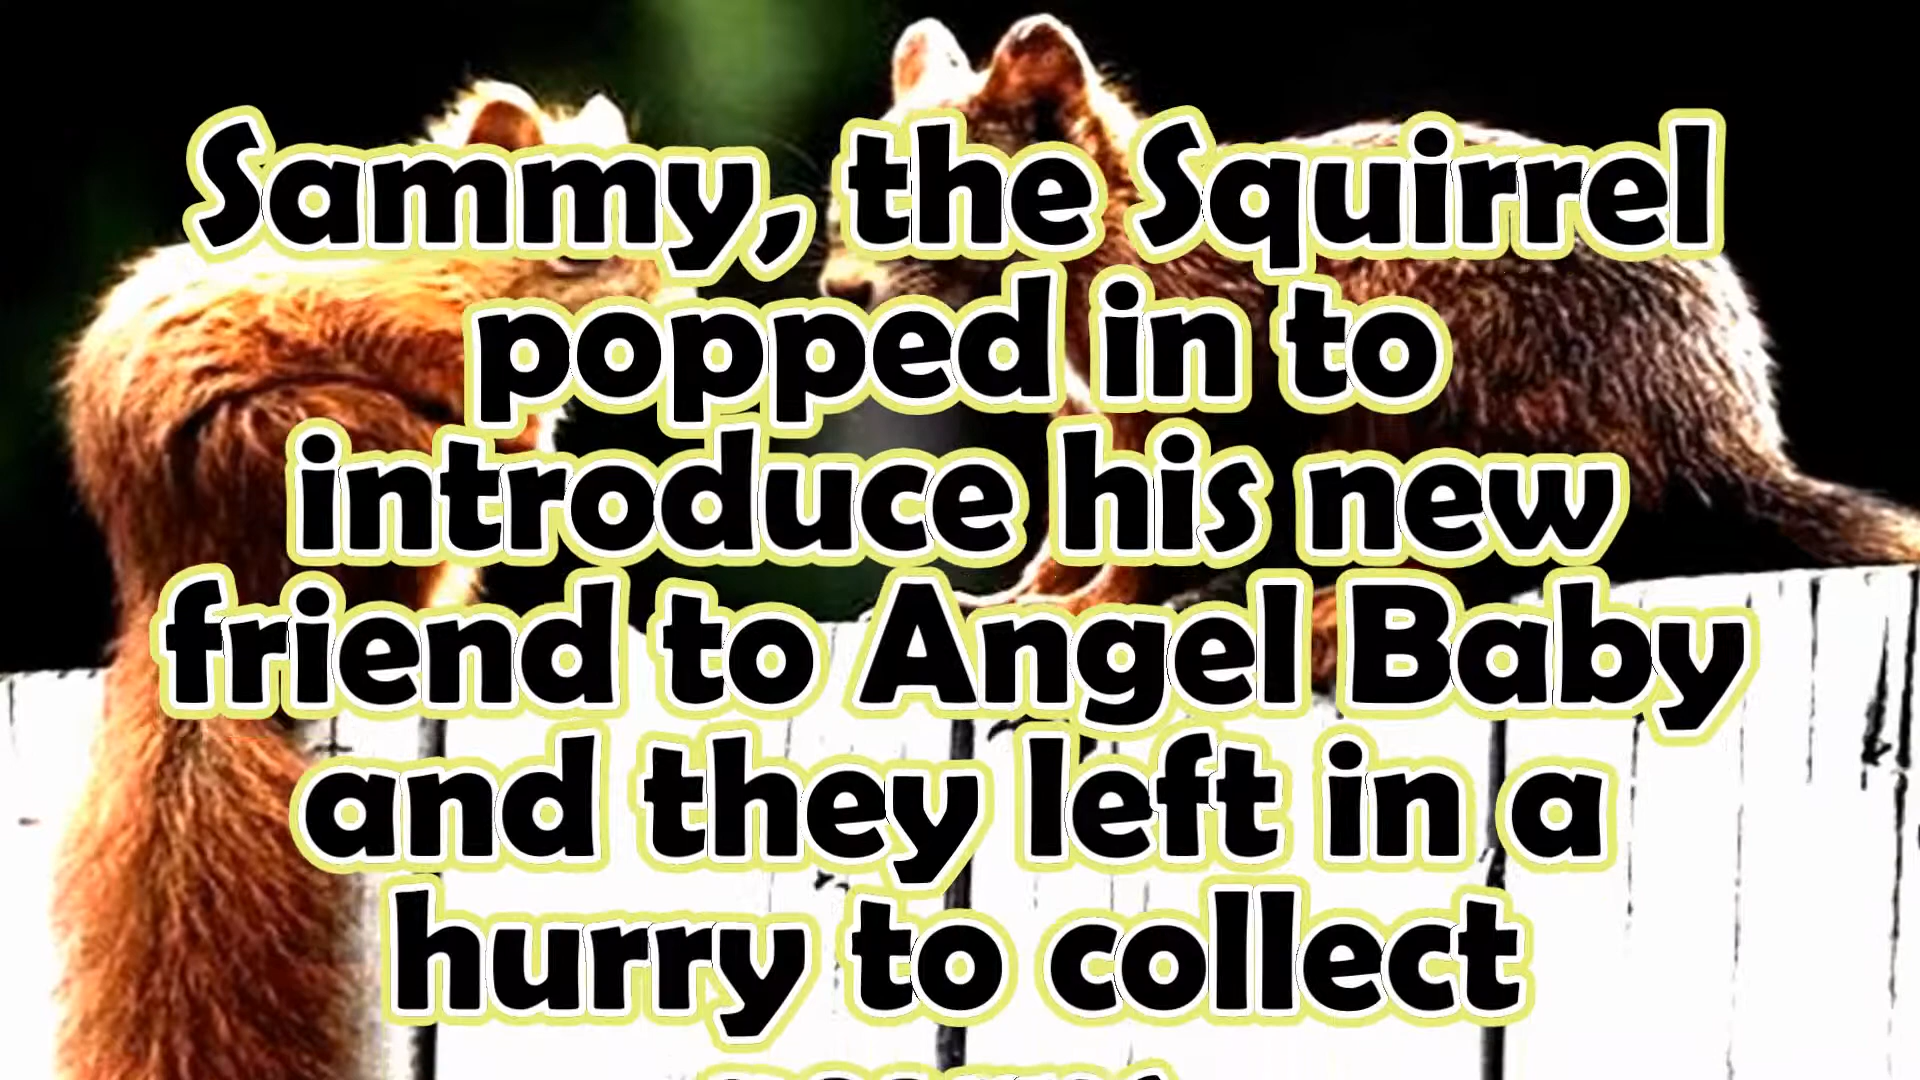 Sammy, the Squirrel
popped in to
introduce his new
friend to Angel Baby
and they left in a
hurry to collect